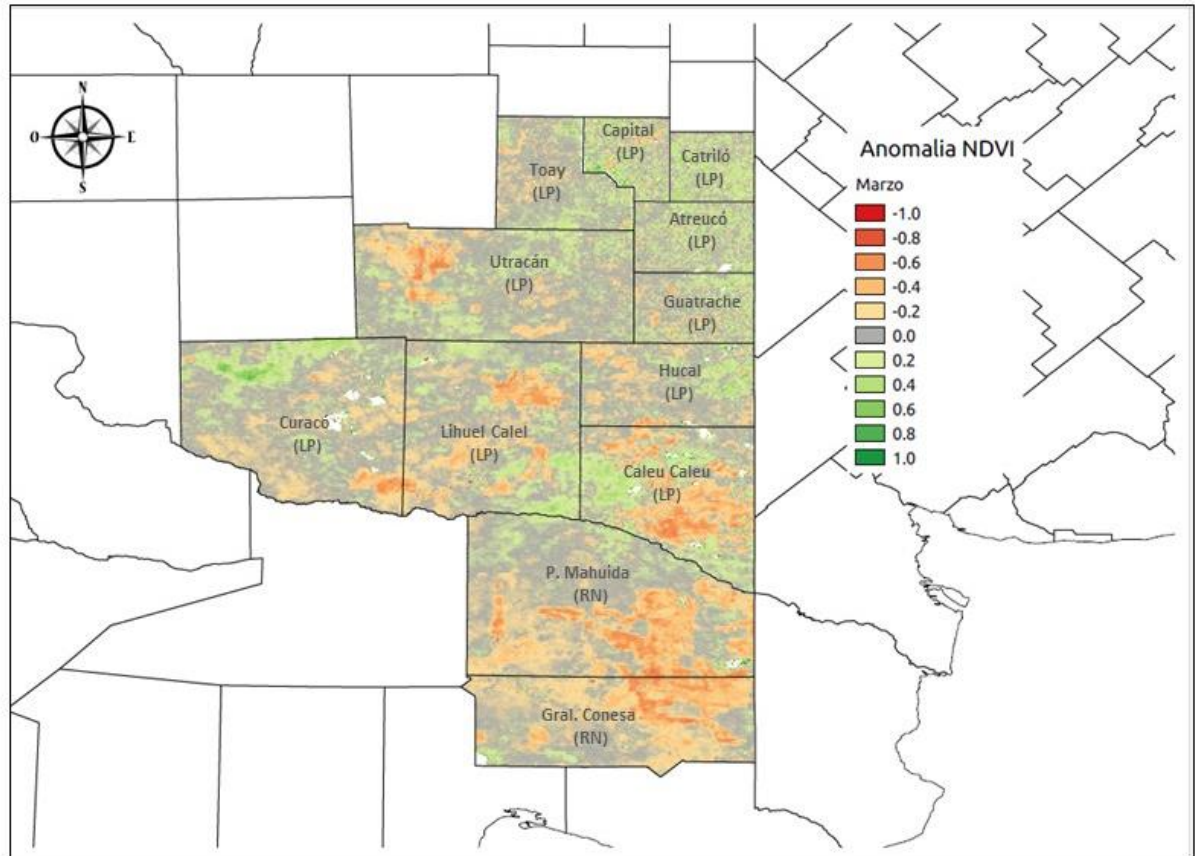 N
O
E
S
Anomalia NDVI
Marzo
-1.0
-0.8
-0.6
-0.4
-0.2
0.0
0.2
0.4
0.6
0.8
1.0
Toay
(LP)
Capital
(LP)
Catriló
(LP)
Atreucó
(LP)
Utracán
(LP)
Guatrache
(LP)
Hucal
(LP)
Curacó
(LP)
Lihuel Calel
(LP)
Caleu Caleu
(LP)
P. Mahuida
(RN)
Gral. Conesa
(RN)